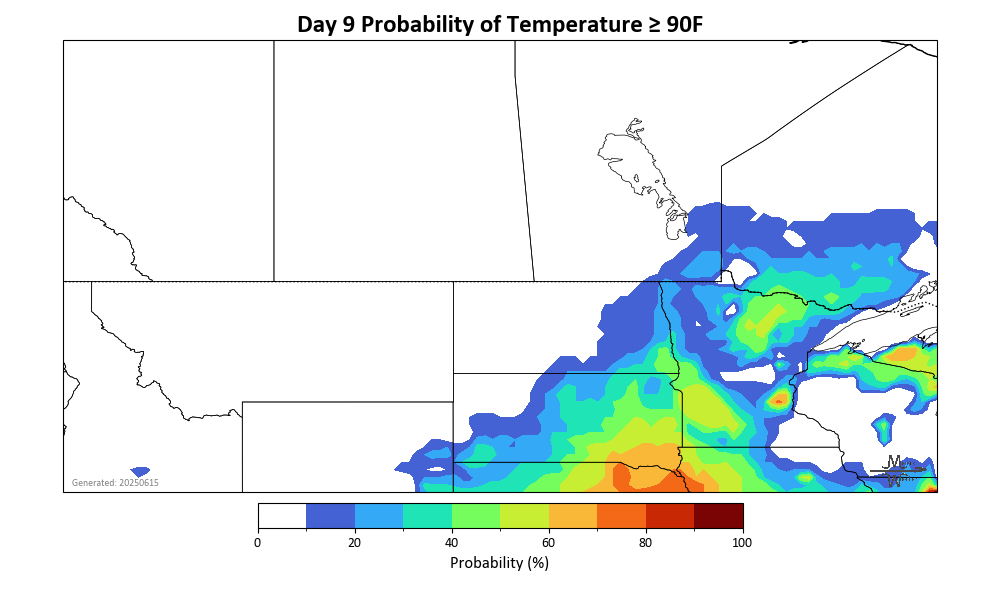 Day 9 Probability of Temperature ≥ 90F
Generated: 20250615
0 20 40 60 80 100
Probability (%)